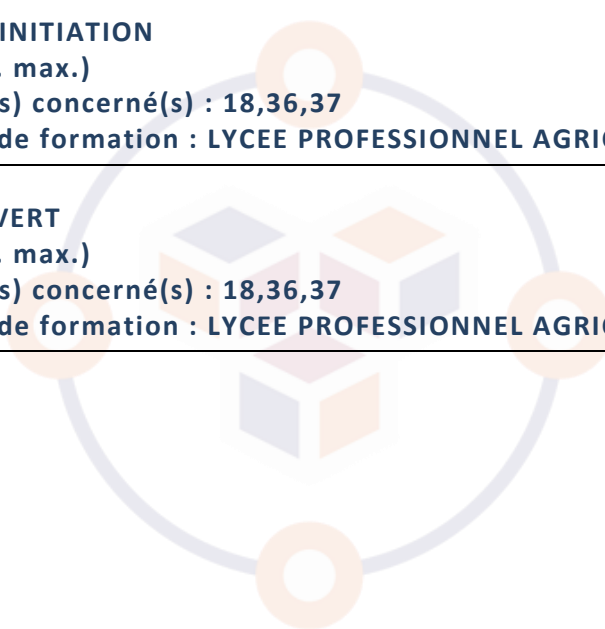 INITIATION
. max.)
s) concerné(s) : 18,36,37
de formation : LYCEE PROFESSIONNEL AGRI
VERT
. max.)
s) concerné(s) : 18,36,37
de formation : LYCEE PROFESSIONNEL AGRI